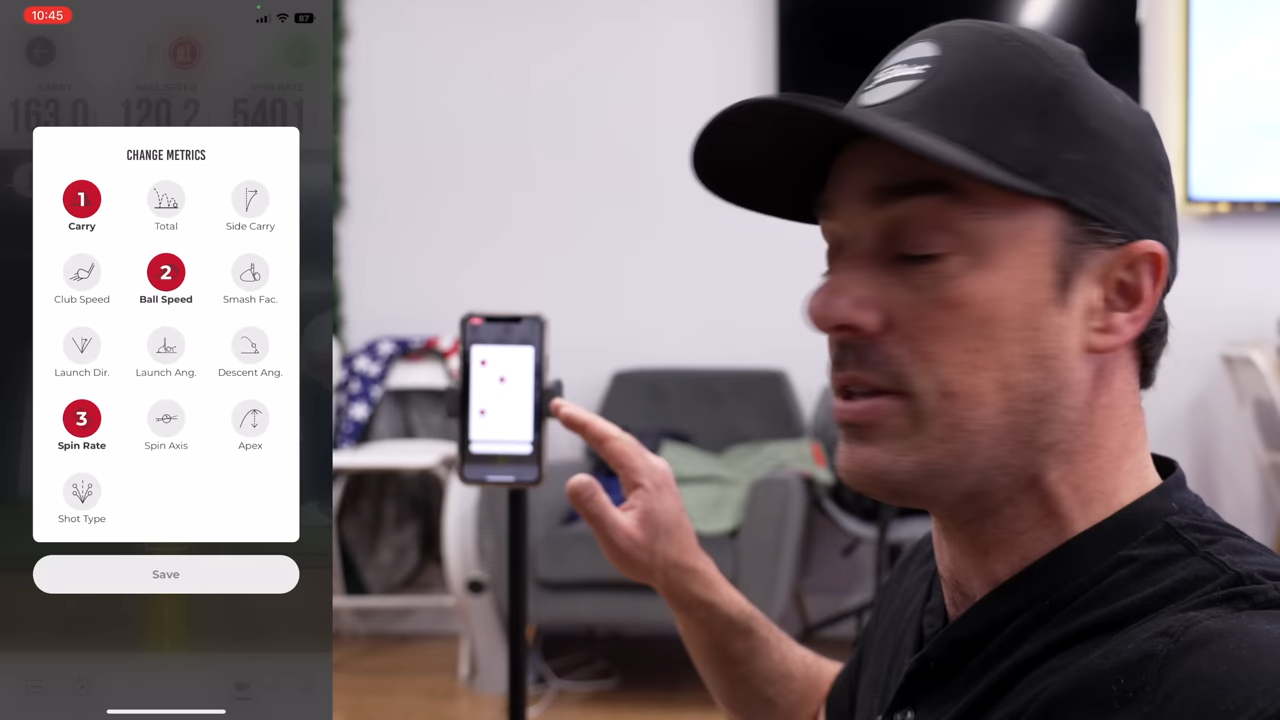 10:45
87
CARRY
BALL SPEED
SPIN RATE
163.0
120.2
5401
CHANGE METRICS
1
Carry
Total
Side Carry
Club Speed
2
Ball Speed
Smash Fac.
Launch Dir.
Launch Ang.
Descent Ang.
3
Spin Rate
Spin Axis
Apex
Shot Type
Save